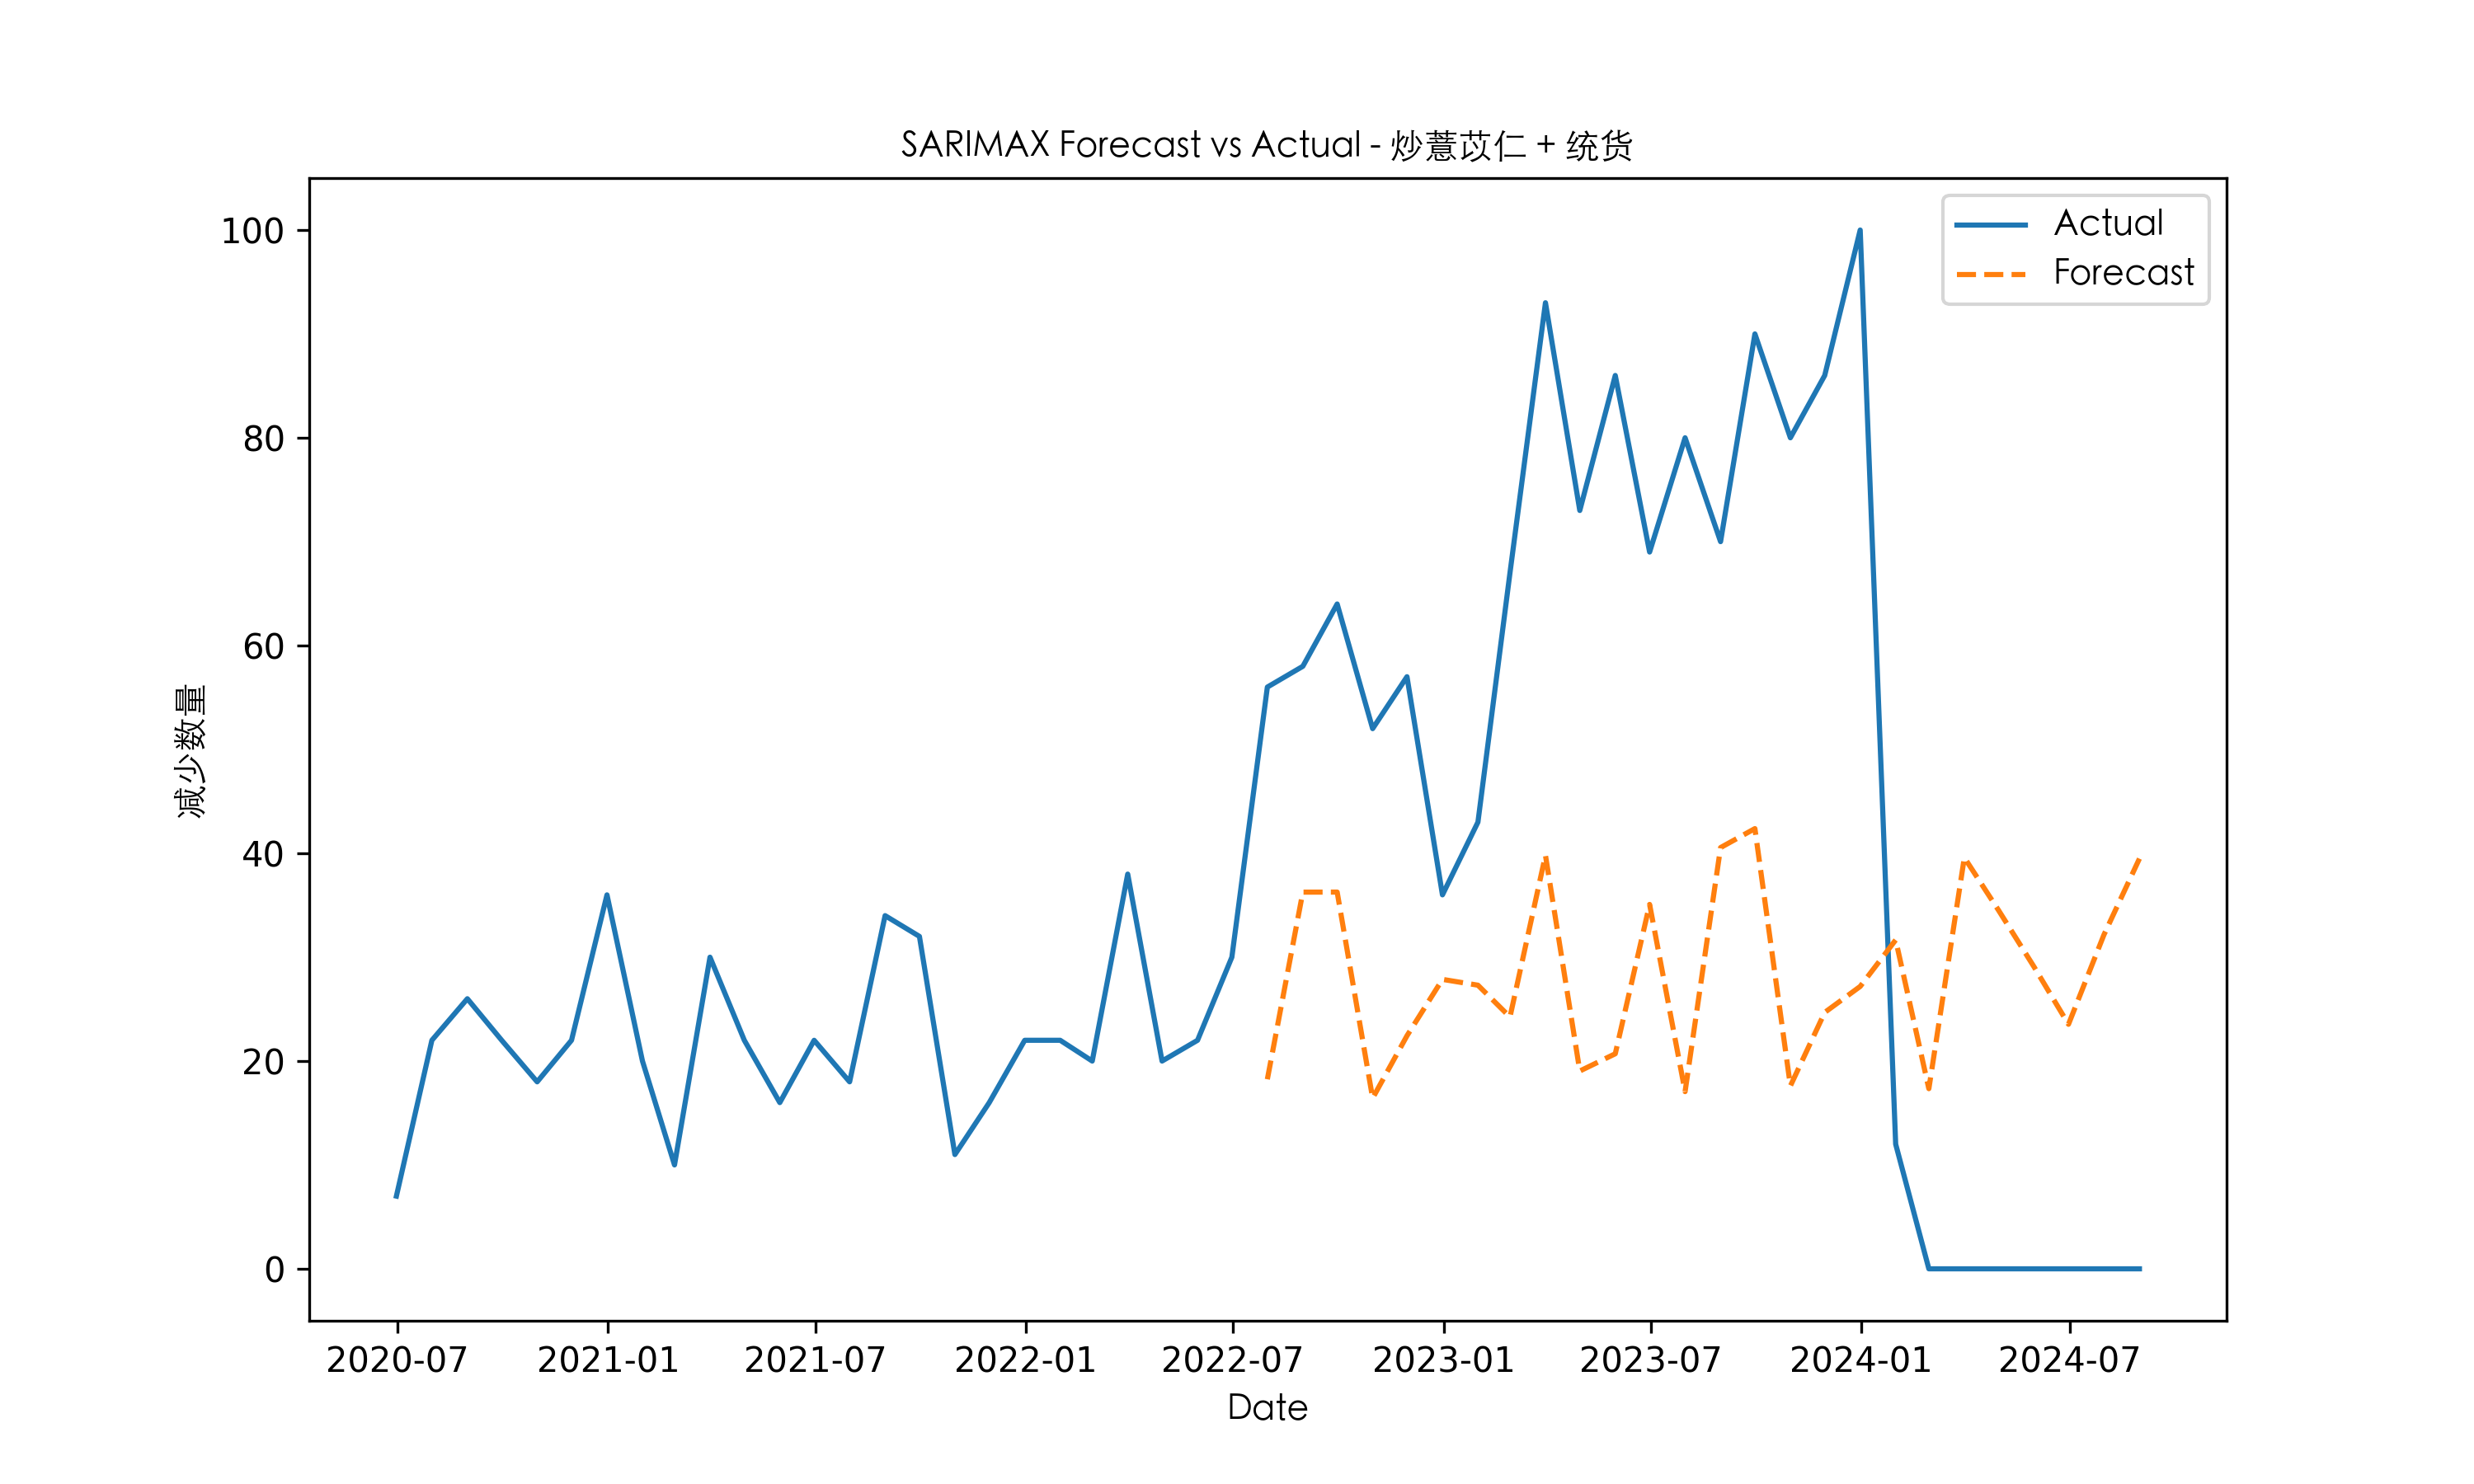 SARIMAX Forecast vs Actual - 炒薏苡仁 + 统货
Actual
Forecast
100
80
60
40
20
0
减少数量
2020-07 2021-01 2021-07 2022-01 2022-07 2023-01 2023-07 2024-01 2024-07
Date